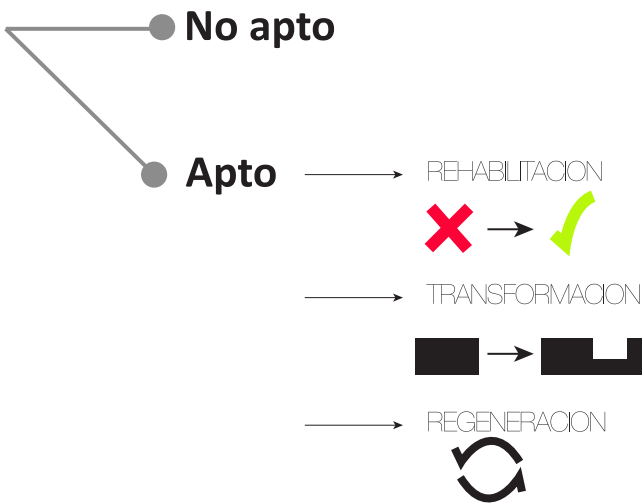 No apto
Apto
REHABILITACION
TRANSFORMACION
REGENERACION